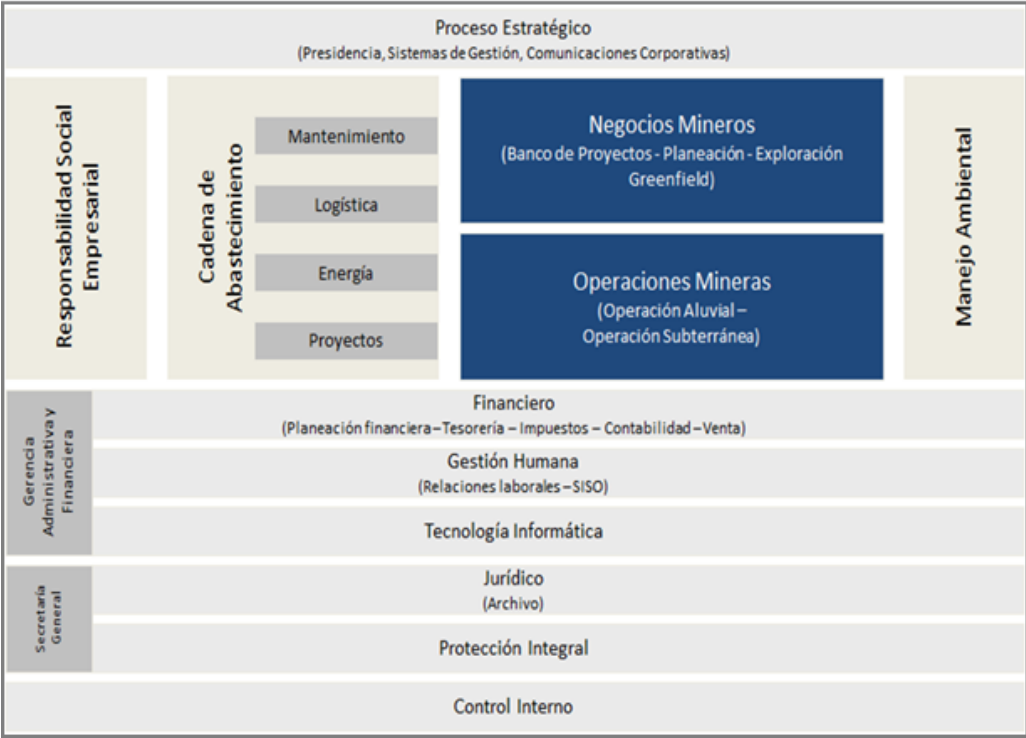 Proceso Estratégico
(Presidencia, Sistemas de Gestión, Comunicaciones Corporativas)
Responsabilidad Social
Empresarial
Cadena de
Abastecimiento
Mantenimiento
Logística
Energía
Proyectos
Negocios Mineros
(Banco de Proyectos - Planeación - Exploración
Greenfield)
Operaciones Mineras
(Operación Aluvial –
Operación Subterránea)
Manejo Ambiental
Gerencia
Administrativa y
Financiera
Financiero
(Planeación financiera – Tesorería – Impuestos – Contabilidad – Venta)
Gestión Humana
(Relaciones laborales – SISO)
Tecnología Informática
Secretaría
General
Jurídico
(Archivo)
Protección Integral
Control Interno